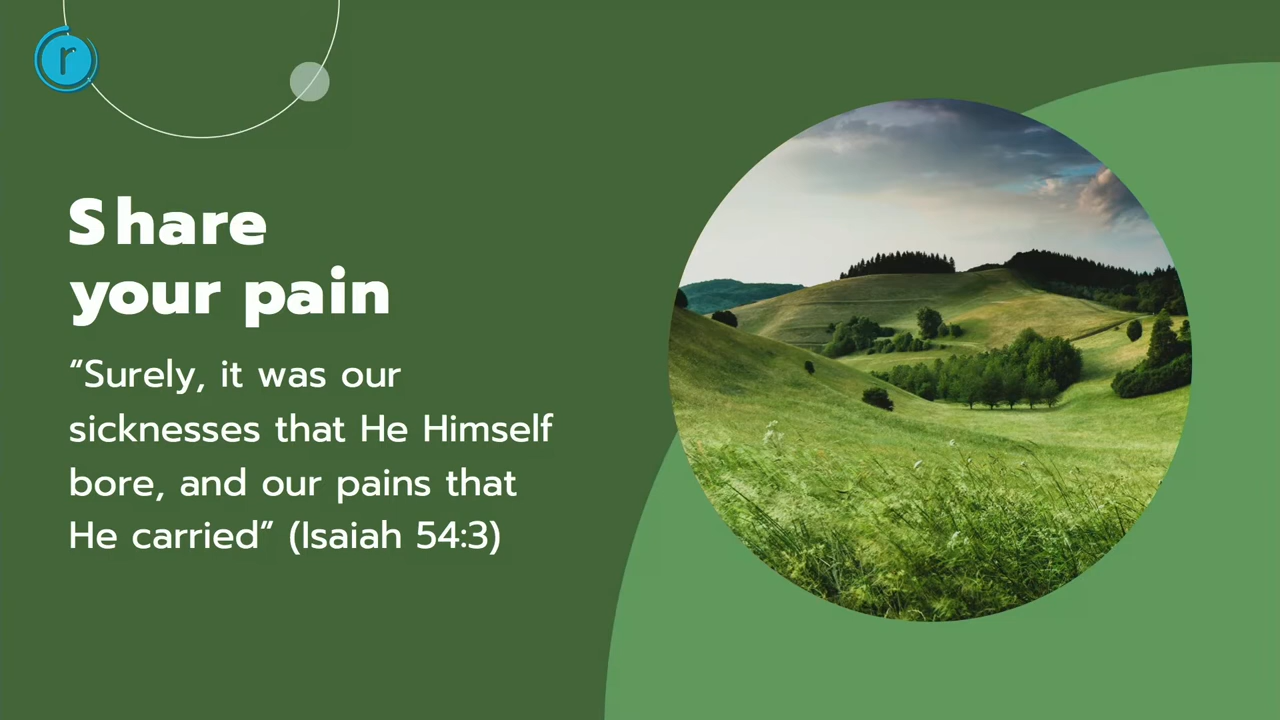 r
Share
your pain
“Surely, it was our
sicknesses that He Himself
bore, and our pains that
He carried” (Isaiah 54:3)